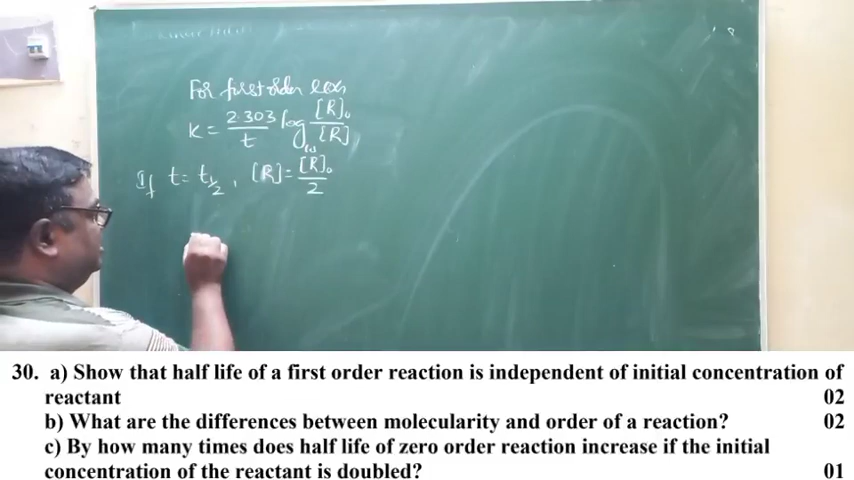 For first order rxn
K = 2.303/t log₁₀ [R]₀/[R]
If t = t½, [R] = [R]₀/2
30. a) Show that half life of a first order reaction is independent of initial concentration of
reactant 02
b) What are the differences between molecularity and order of a reaction? 02
c) By how many times does half life of zero order reaction increase if the initial
concentration of the reactant is doubled? 01